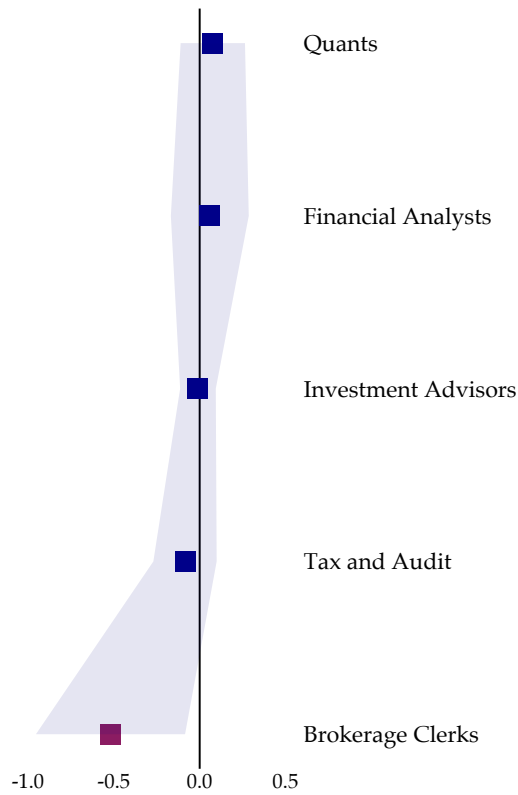 Quants
Financial Analysts
Investment Advisors
Tax and Audit
Brokerage Clerks
-1.0 -0.5 0.0 0.5